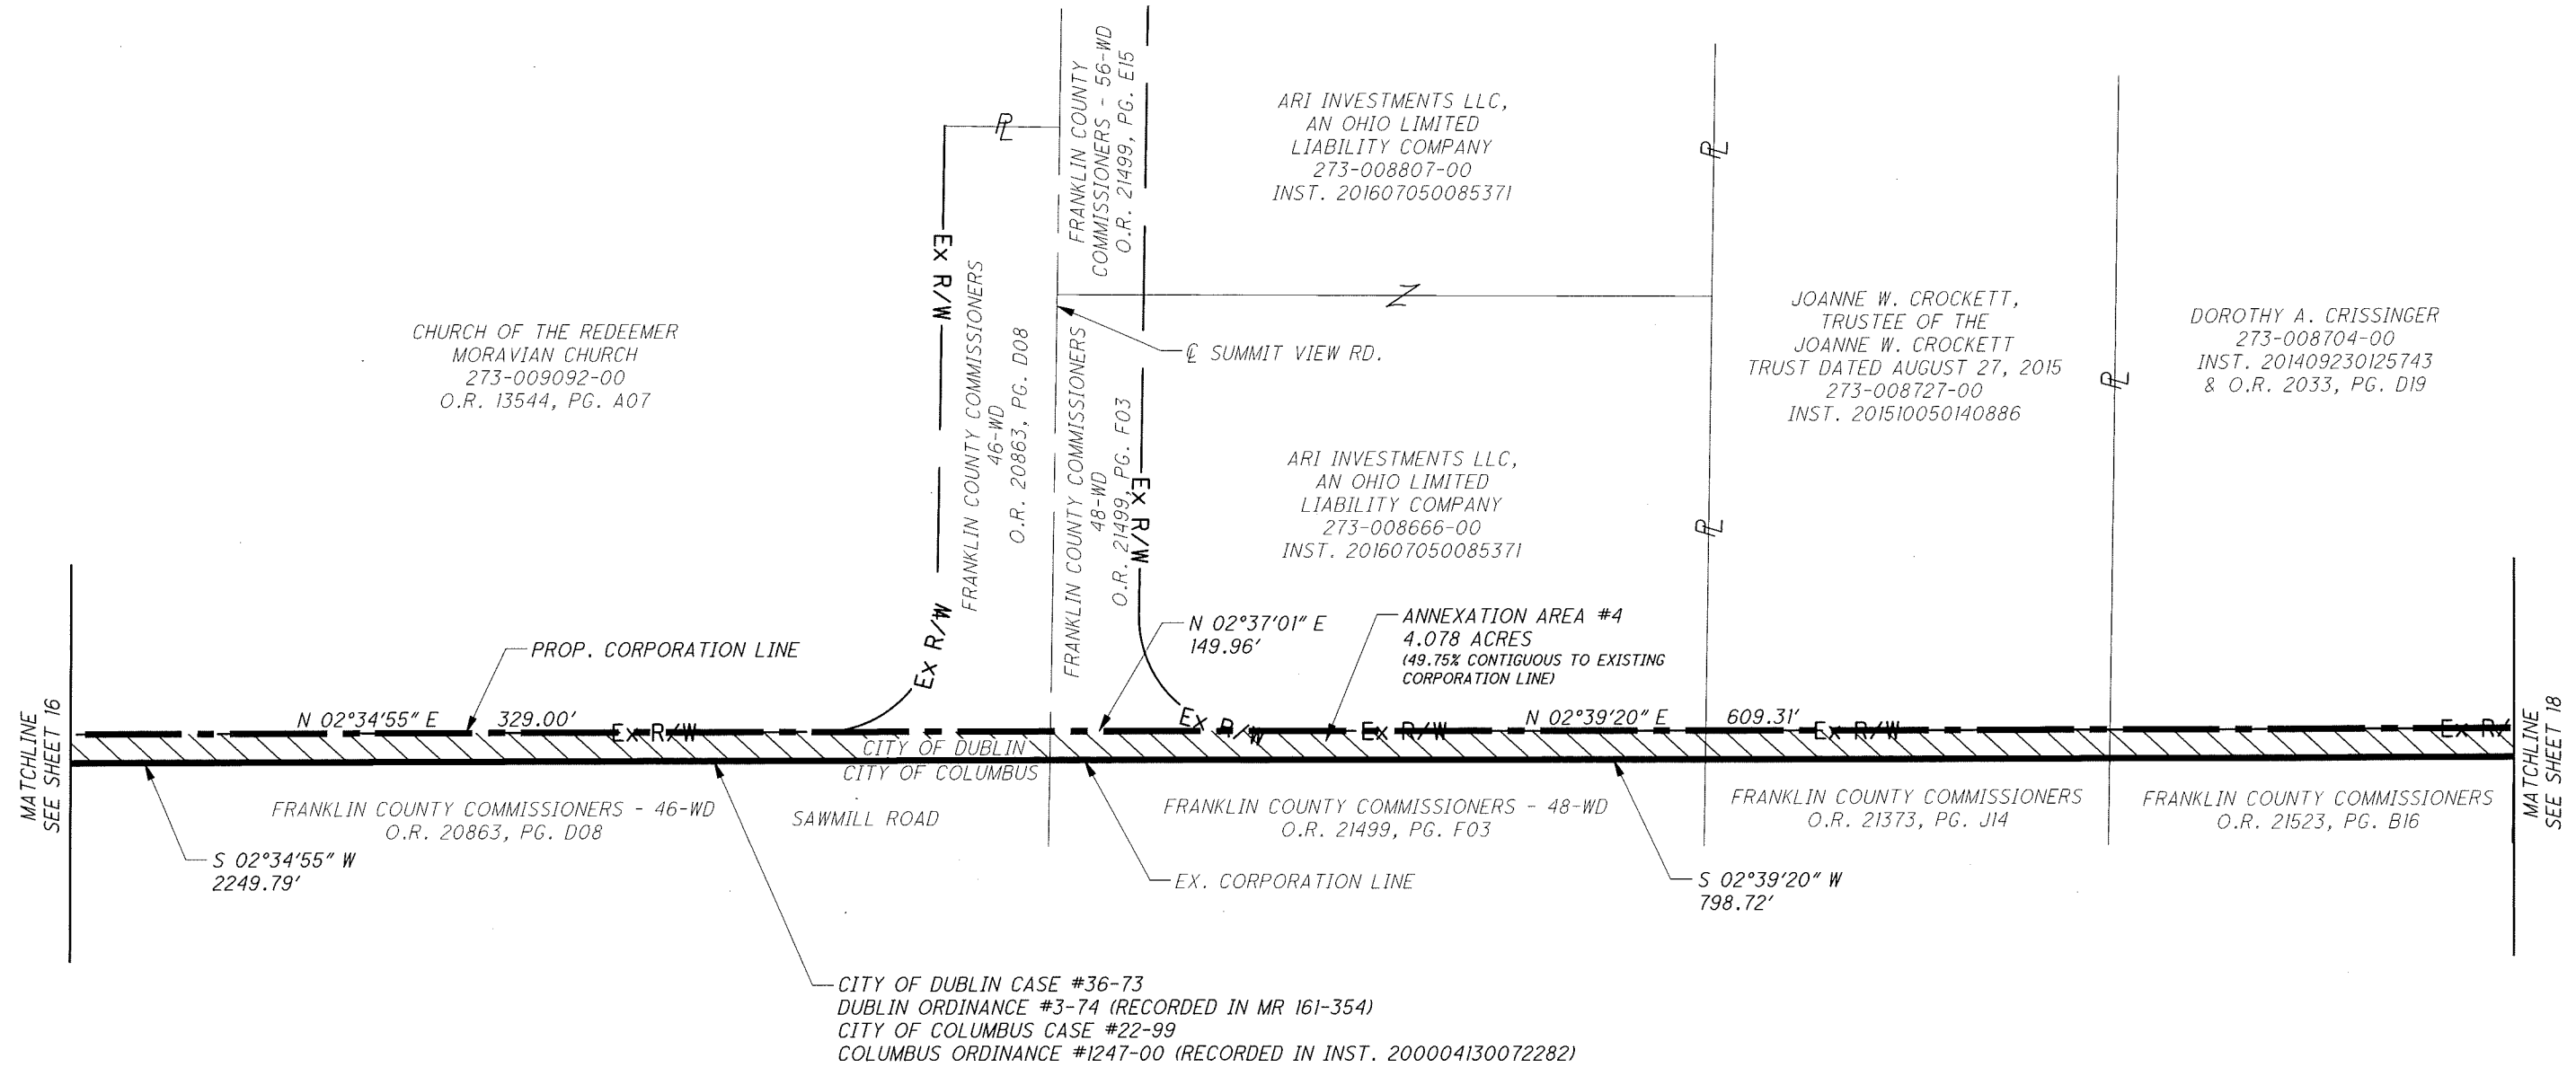 FRANKLIN COUNTY
COMMISSIONERS - 56-WD
O.R. 21499, PG. E15
ARI INVESTMENTS LLC,
AN OHIO LIMITED
LIABILITY COMPANY
273-008807-00
INST. 201607050085371
PL
PL
EX R/W
CHURCH OF THE REDEEMER
MORAVIAN CHURCH
273-009092-00
O.R. 13544, PG. A07
FRANKLIN COUNTY COMMISSIONERS
46-WD
O.R. 20863, PG. D08
FRANKLIN COUNTY COMMISSIONERS
48-WD
O.R. 21499, PG. F03
Z
CL SUMMIT VIEW RD.
JOANNE W. CROCKETT,
TRUSTEE OF THE
JOANNE W. CROCKETT
TRUST DATED AUGUST 27, 2015
273-008727-00
INST. 201510050140886
PL
DOROTHY A. CRISSINGER
273-008704-00
INST. 201409230125743
& O.R. 2033, PG. D19
EX R/W
ARI INVESTMENTS LLC,
AN OHIO LIMITED
LIABILITY COMPANY
273-008666-00
INST. 201607050085371
PL
EX R/W
N 02°37'01" E
149.96'
ANNEXATION AREA #4
4.078 ACRES
(49.75% CONTIGUOUS TO EXISTING
CORPORATION LINE)
PROP. CORPORATION LINE
MATCHLINE
SEE SHEET 16
N 02°34'55" E 329.00'
EX R/W
EX R/W
EX R/W
N 02°39'20" E 609.31'
EX R/W
EX R/
MATCHLINE
SEE SHEET 18
CITY OF DUBLIN
CITY OF COLUMBUS
SAWMILL ROAD
FRANKLIN COUNTY COMMISSIONERS - 46-WD
O.R. 20863, PG. D08
FRANKLIN COUNTY COMMISSIONERS - 48-WD
O.R. 21499, PG. F03
FRANKLIN COUNTY COMMISSIONERS
O.R. 21373, PG. J14
FRANKLIN COUNTY COMMISSIONERS
O.R. 21523, PG. B16
S 02°34'55" W
2249.79'
EX. CORPORATION LINE
S 02°39'20" W
798.72'
CITY OF DUBLIN CASE #36-73
DUBLIN ORDINANCE #3-74 (RECORDED IN MR 161-354)
CITY OF COLUMBUS CASE #22-99
COLUMBUS ORDINANCE #1247-00 (RECORDED IN INST. 200004130072282)